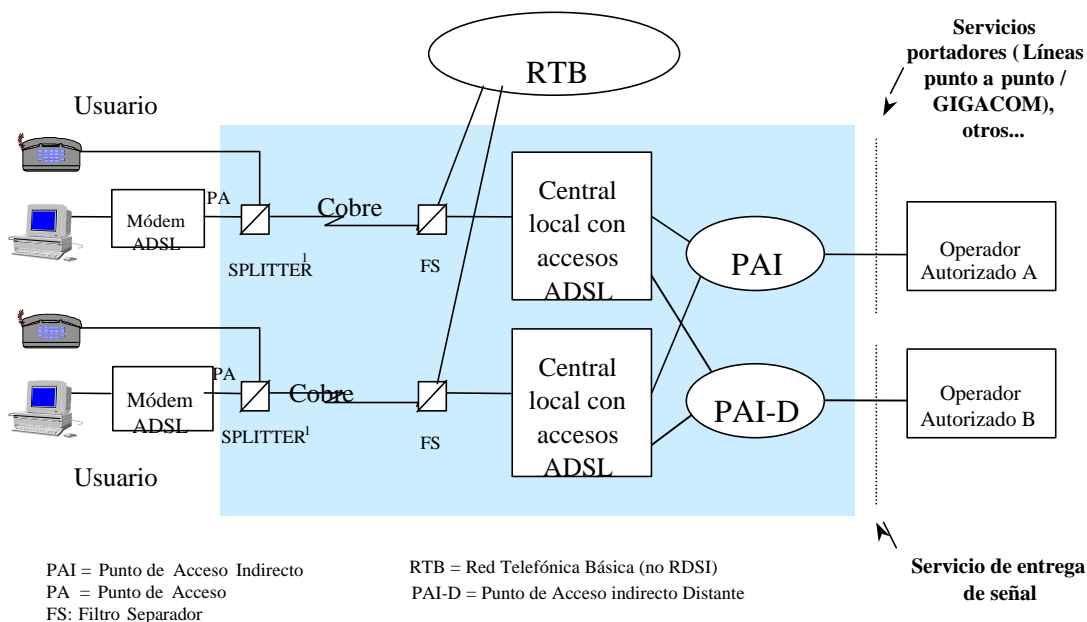 RTB
Servicios
portadores ( Líneas
punto a punto /
GIGACOM),
otros...
Usuario
PA
Módem
ADSL
Cobre
SPLITTER1
FS
Central
local con
accesos
ADSL
PAI
Operador
Autorizado A
PA
Módem
ADSL
Cobre
SPLITTER1
FS
Central
local con
accesos
ADSL
PAI-D
Operador
Autorizado B
Usuario
Servicio de entrega
de señal
PAI = Punto de Acceso Indirecto
PA = Punto de Acceso
FS: Filtro Separador
RTB = Red Telefónica Básica (no RDSI)
PAI-D = Punto de Acceso indirecto Distante